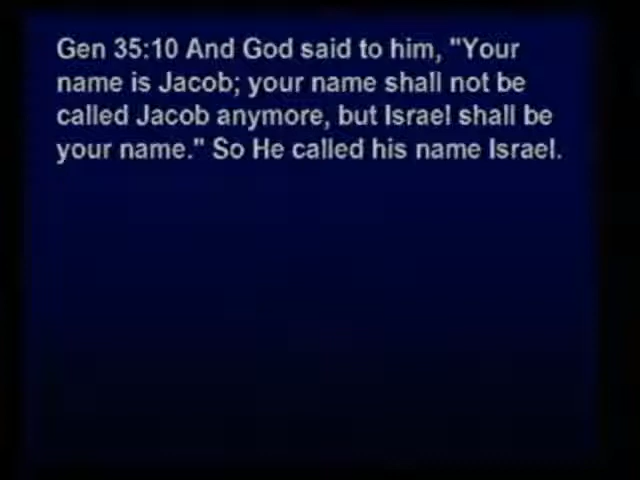 Gen 35:10 And God said to him, "Your
name is Jacob; your name shall not be
called Jacob anymore, but Israel shall be
your name." So He called his name Israel.